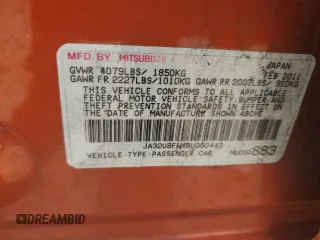 MFD. BY MITSUBISHI
JAPAN
GVWR 4079LBS/ 1850KG FEB 2011
GAWR FR 2227LBS/1010KG GAWR RR 2007LBS/ 910KG
THIS VEHICLE CONFORMS TO ALL APPLICABLE
FEDERAL MOTOR VEHICLE SAFETY,BUMPER,AND
THEFT PREVENTION STANDARDS IN EFFECT ON THE
DATE OF MANUFACTURE SHOWN ABOVE.
VEHICLE TYPE:PASSENGER CAR 883
DREAMBID